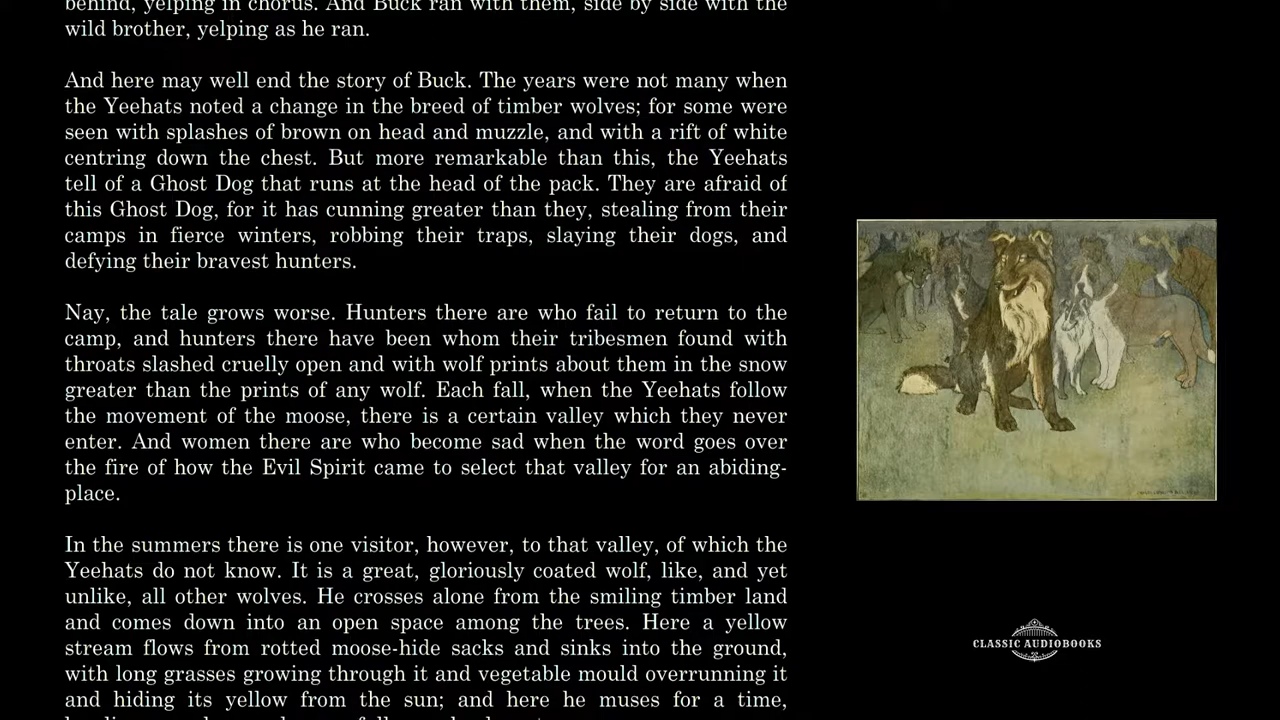 behind, yelping in chorus. And Buck ran with them, side by side with the
wild brother, yelping as he ran.
And here may well end the story of Buck. The years were not many when
the Yeehats noted a change in the breed of timber wolves; for some were
seen with splashes of brown on head and muzzle, and with a rift of white
centring down the chest. But more remarkable than this, the Yeehats
tell of a Ghost Dog that runs at the head of the pack. They are afraid of
this Ghost Dog, for it has cunning greater than they, stealing from their
camps in fierce winters, robbing their traps, slaying their dogs, and
defying their bravest hunters.
Nay, the tale grows worse. Hunters there are who fail to return to the
camp, and hunters there have been whom their tribesmen found with
throats slashed cruelly open and with wolf prints about them in the snow
greater than the prints of any wolf. Each fall, when the Yeehats follow
the movement of the moose, there is a certain valley which they never
enter. And women there are who become sad when the word goes over
the fire of how the Evil Spirit came to select that valley for an abiding-
place.
In the summers there is one visitor, however, to that valley, of which the
Yeehats do not know. It is a great, gloriously coated wolf, like, and yet
unlike, all other wolves. He crosses alone from the smiling timber land
and comes down into an open space among the trees. Here a yellow
stream flows from rotted moose-hide sacks and sinks into the ground,
with long grasses growing through it and vegetable mould overrunning it
and hiding its yellow from the sun; and here he muses for a time,
CLASSIC AUDIOBOOKS